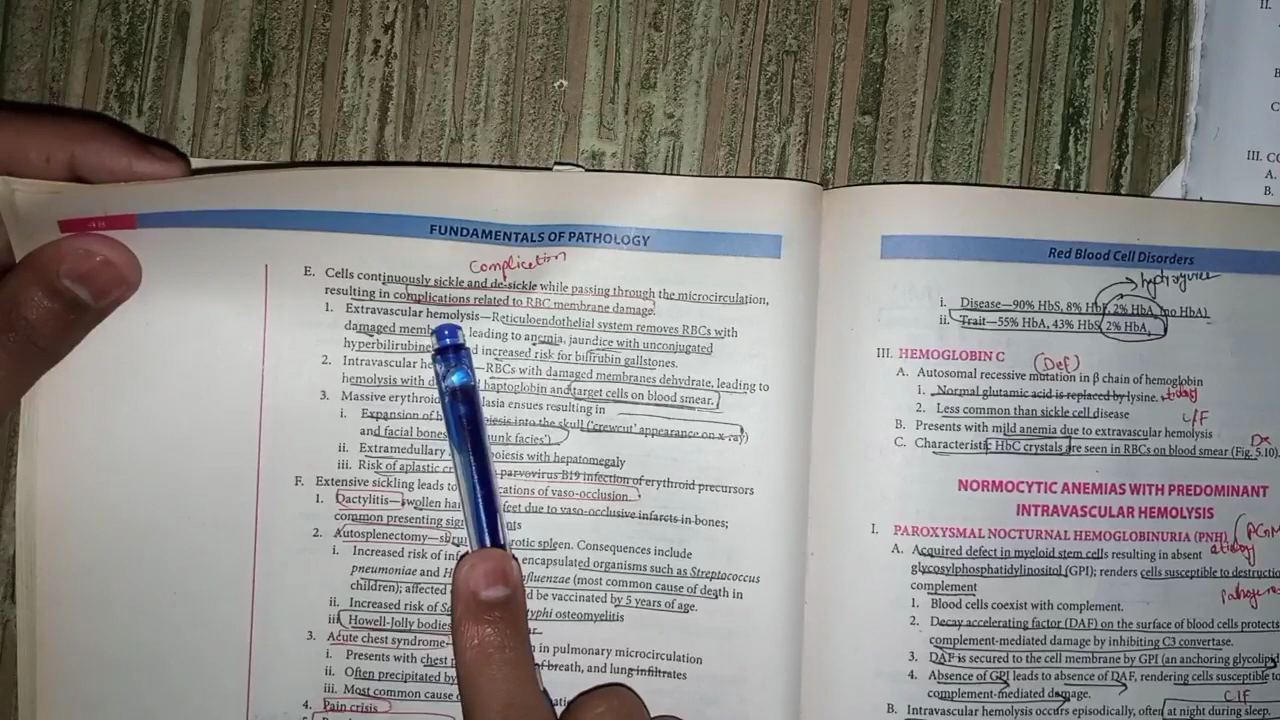 48
FUNDAMENTALS OF PATHOLOGY
Complication
E. Cells continuously sickle and de-sickle while passing through the microcirculation,
resulting in complications related to RBC membrane damage.
1. Extravascular hemolysis—Reticuloendothelial system removes RBCs with
damaged leading to anemia, jaundice with unconjugated
increased risk for bilirubin gallstones.
2. Intravascular —RBCs with damaged membranes dehydrate, leading to
hemolysis with haptoglobin and target cells on blood smear.
3. Massive ensues resulting in
i. Expansion of into the skull ('crewcut' appearance on x-ray)
and facial bones facies')
ii. Extramedullary with hepatomegaly
iii. Risk of aplastic parvovirus B19 infection of erythroid precursors
F. Extensive sickling leads to of vaso-occlusion.
1. Dactylitis—swollen feet due to vaso-occlusive infarcts in bones;
common presenting
2. Autosplenectomy— spleen. Consequences include
i. Increased risk of encapsulated organisms such as Streptococcus
pneumoniae and (most common cause of death in
children); affected be vaccinated by 5 years of age.
ii. Increased risk of osteomyelitis
iii. Howell-Jolly bodies
3. Acute chest syndrome in pulmonary microcirculation
i. Presents with chest of breath, and lung infiltrates
ii. Often precipitated by
iii. Most common cause
4. Pain crisis
Red Blood Cell Disorders
i. Disease—90% HbS, 8% HbF, 2% HbA₂ (no HbA)
ii. Trait—55% HbA, 43% HbS, 2% HbA₂
III. HEMOGLOBIN C
(Def)
A. Autosomal recessive mutation in β chain of hemoglobin
1. Normal glutamic acid is replaced by lysine.
2. Less common than sickle cell disease
C/F
B. Presents with mild anemia due to extravascular hemolysis
Dx
C. Characteristic HbC crystals are seen in RBCs on blood smear (Fig. 5.10).
NORMOCYTIC ANEMIAS WITH PREDOMINANT
INTRAVASCULAR HEMOLYSIS
I. PAROXYSMAL NOCTURNAL HEMOGLOBINURIA (PNH)
A. Acquired defect in myeloid stem cells resulting in absent
glycosylphosphatidylinositol (GPI); renders cells susceptible to
complement
1. Blood cells coexist with complement.
2. Decay accelerating factor (DAF) on the surface of blood cells protects
complement-mediated damage by inhibiting C3 convertase.
3. DAF is secured to the cell membrane by GPI (an anchoring
4. Absence of GPI leads to absence of DAF, rendering cells susceptible to
complement-mediated damage.
C/F
B. Intravascular hemolysis occurs episodically, often at night during sleep.
II.
III.
A.
B.